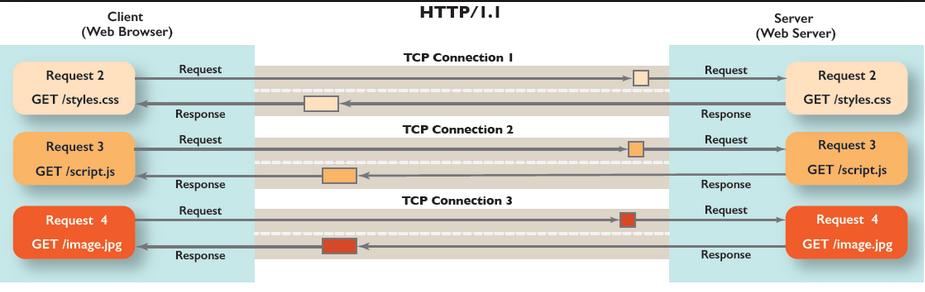 HTTP/1.1
Client
(Web Browser)
Server
(Web Server)
TCP Connection 1
Request 2
GET /styles.css
Request
Response
Request
Response
Request 2
GET /styles.css
TCP Connection 2
Request 3
GET /script.js
Request
Response
Request
Response
Request 3
GET /script.js
TCP Connection 3
Request 4
GET /image.jpg
Request
Response
Request
Response
Request 4
GET /image.jpg